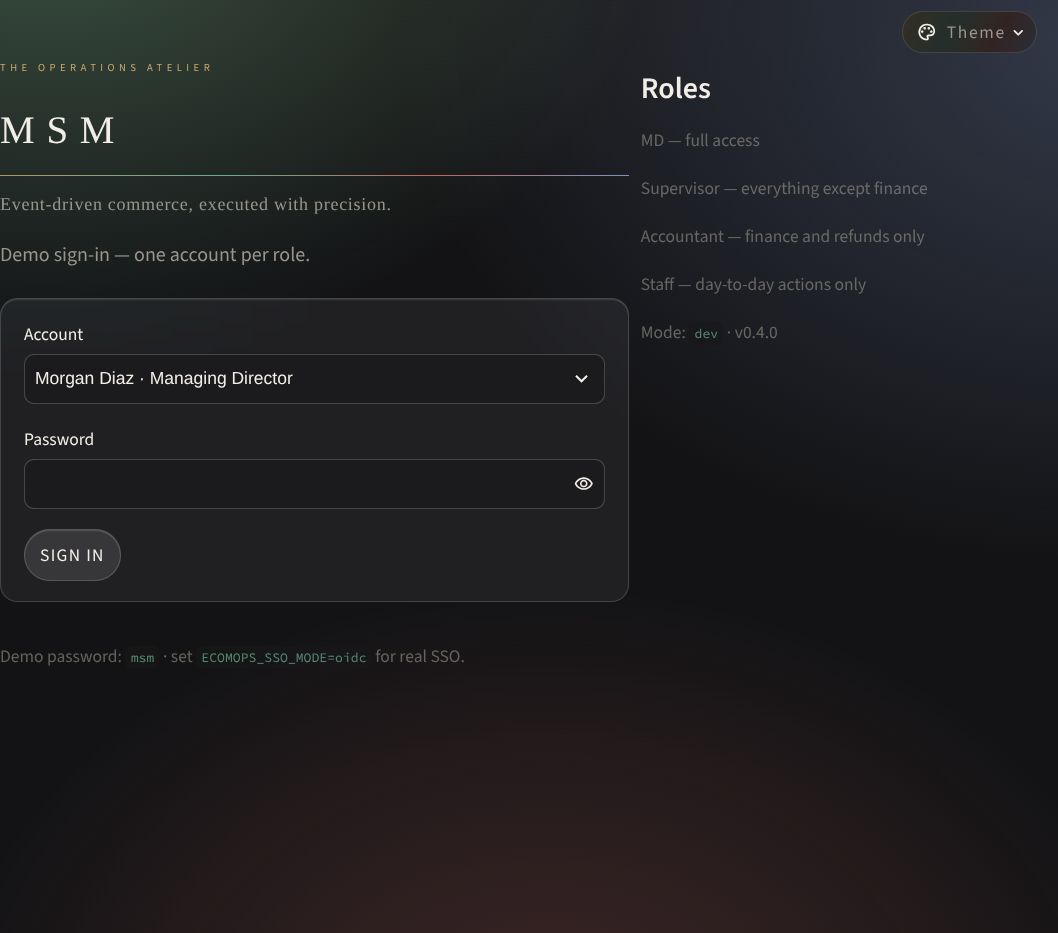 Theme
THE OPERATIONS ATELIER
MSM
Event-driven commerce, executed with precision.
Demo sign-in — one account per role.
Account
Morgan Diaz · Managing Director
Password
SIGN IN
Demo password: msm · set ECOMOPS_SSO_MODE=oidc for real SSO.
Roles
MD — full access
Supervisor — everything except finance
Accountant — finance and refunds only
Staff — day-to-day actions only
Mode: dev · v0.4.0